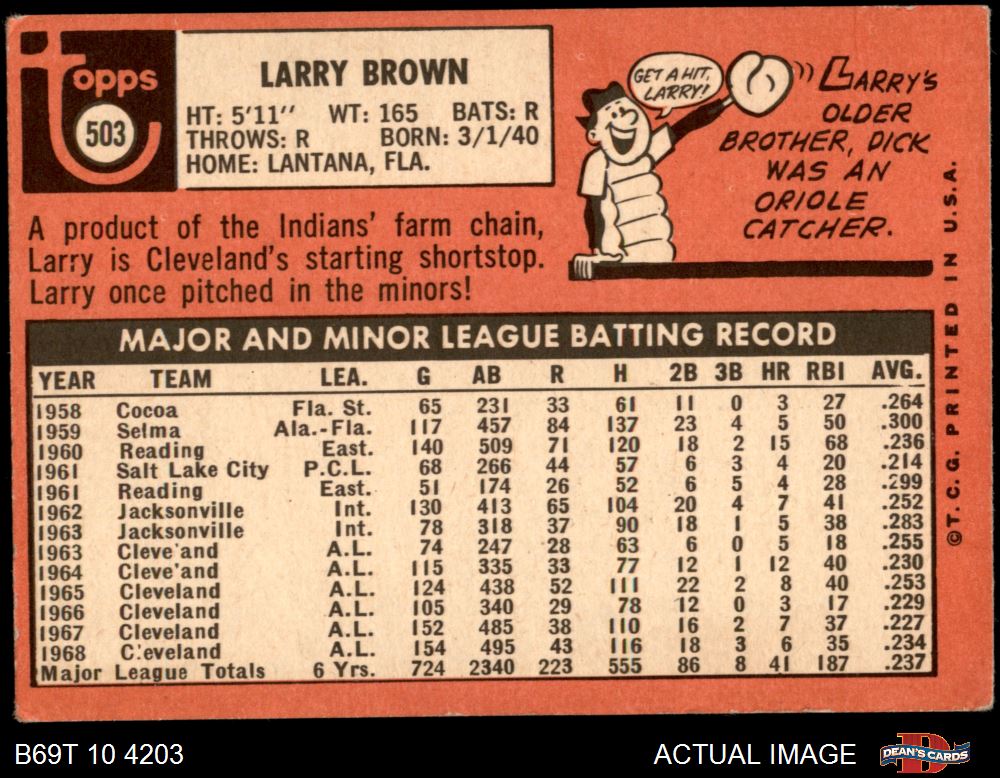 Topps
503
LARRY BROWN
HT: 5'11" WT: 165 BATS: R
THROWS: R BORN: 3/1/40
HOME: LANTANA, FLA.
GET A HIT,
LARRY!
LARRY'S
OLDER
BROTHER, DICK
WAS AN
ORIOLE
CATCHER.
A product of the Indians' farm chain,
Larry is Cleveland's starting shortstop.
Larry once pitched in the minors!
MAJOR AND MINOR LEAGUE BATTING RECORD
YEAR TEAM LEA. G AB R H 2B 3B HR RBI AVG.
1958 Cocoa Fla. St. 65 231 33 61 11 0 3 27 .264
1959 Selma Ala.-Fla. 117 457 84 137 23 4 5 50 .300
1960 Reading East. 140 509 71 120 18 2 15 68 .236
1961 Salt Lake City P.C.L. 68 266 44 57 6 3 4 20 .214
1961 Reading East. 51 174 26 52 6 5 4 28 .299
1962 Jacksonville Int. 130 413 65 104 20 4 7 41 .252
1963 Jacksonville Int. 78 318 37 90 18 1 5 38 .283
1963 Cleve'and A.L. 74 247 28 63 6 0 5 18 .255
1964 Cleve'and A.L. 115 335 33 77 12 1 12 40 .230
1965 Cleveland A.L. 124 438 52 111 22 2 8 40 .253
1966 Cleveland A.L. 105 340 29 78 12 0 3 17 .229
1967 Cleveland A.L. 152 485 38 110 16 2 7 37 .227
1968 C:eveland A.L. 154 495 43 116 18 3 6 35 .234
Major League Totals 6 Yrs. 724 2340 223 555 86 8 41 187 .237
©T. C. G. PRINTED IN U.S.A.
B69T 10 4203
ACTUAL IMAGE
DEAN'S CARDS